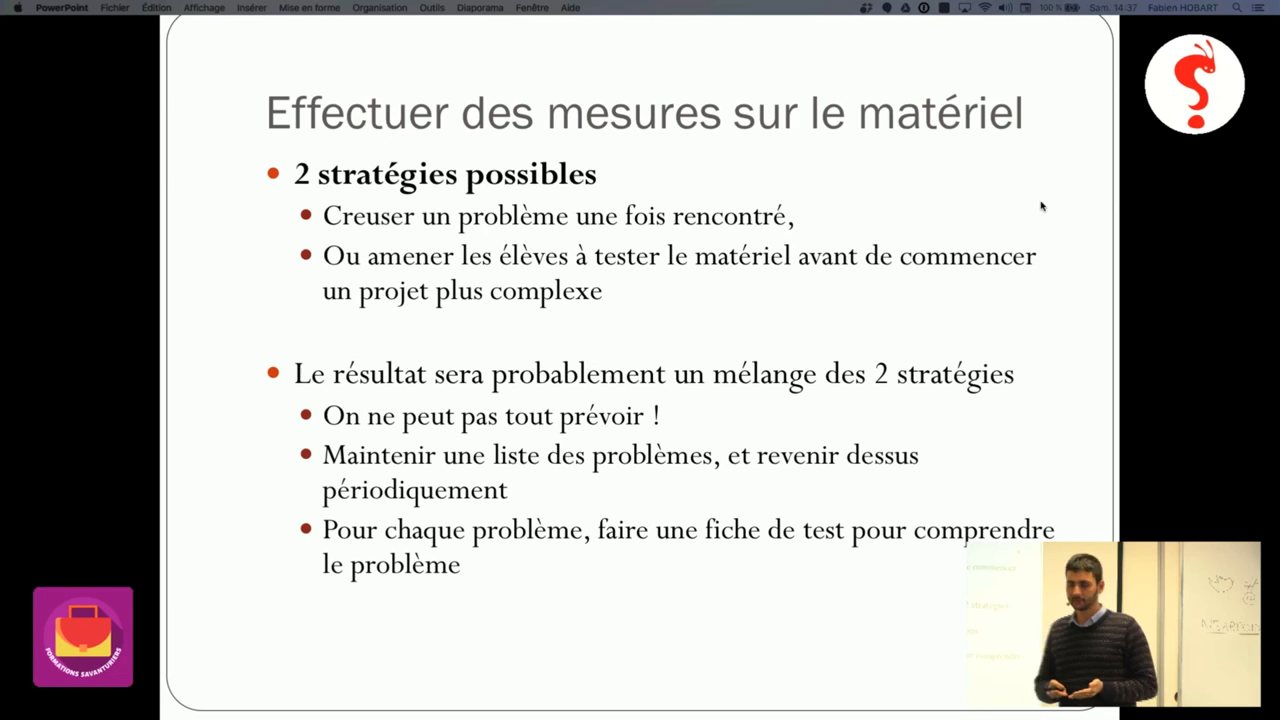 PowerPoint Fichier Édition Affichage Insérer Mise en forme Organisation Outils Diaporama Fenêtre Aide 100 % Sam. 14:37 Fabien HOBART
Effectuer des mesures sur le matériel
2 stratégies possibles
Creuser un problème une fois rencontré,
Ou amener les élèves à tester le matériel avant de commencer
un projet plus complexe
Le résultat sera probablement un mélange des 2 stratégies
On ne peut pas tout prévoir !
Maintenir une liste des problèmes, et revenir dessus
périodiquement
Pour chaque problème, faire une fiche de test pour comprendre
le problème
FORMATIONS SAVANTURIERS